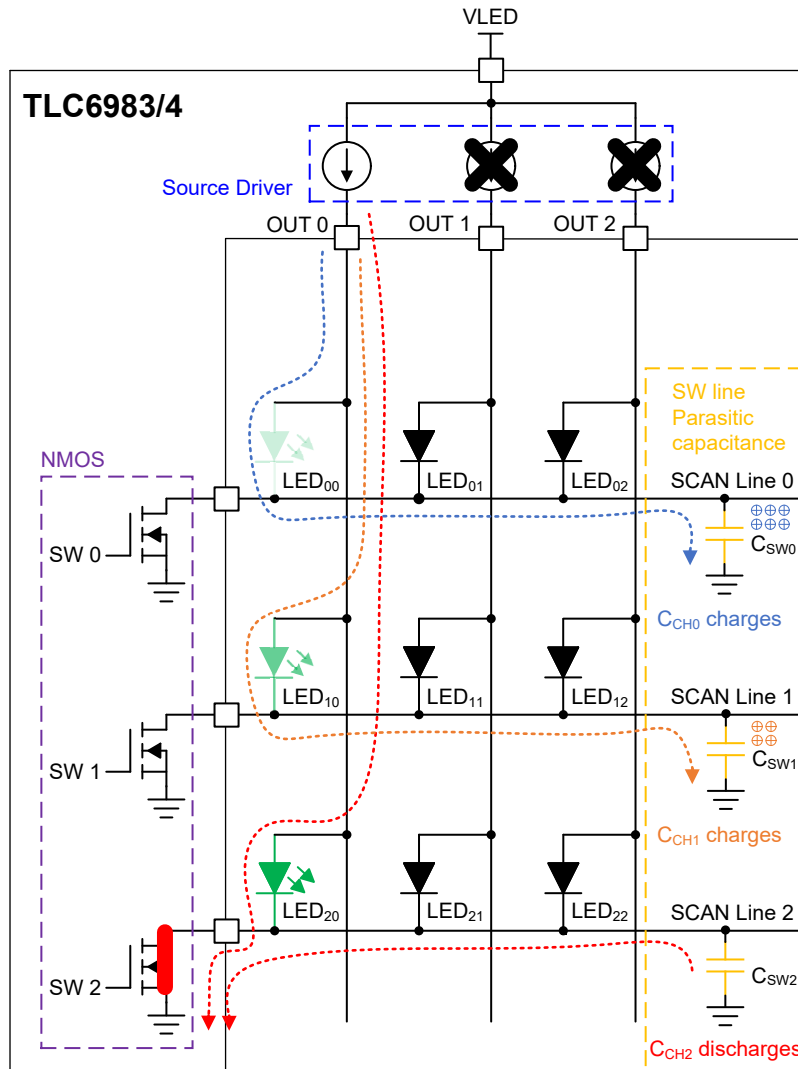 VLED
TLC6983/4
Source Driver
OUT 0
OUT 1
OUT 2
SW line
Parasitic
capacitance
NMOS
LED00
LED01
LED02
SCAN Line 0
SW 0
CSW0
CCH0 charges
LED10
LED11
LED12
SCAN Line 1
SW 1
CSW1
CCH1 charges
LED20
LED21
LED22
SCAN Line 2
SW 2
CSW2
CCH2 discharges